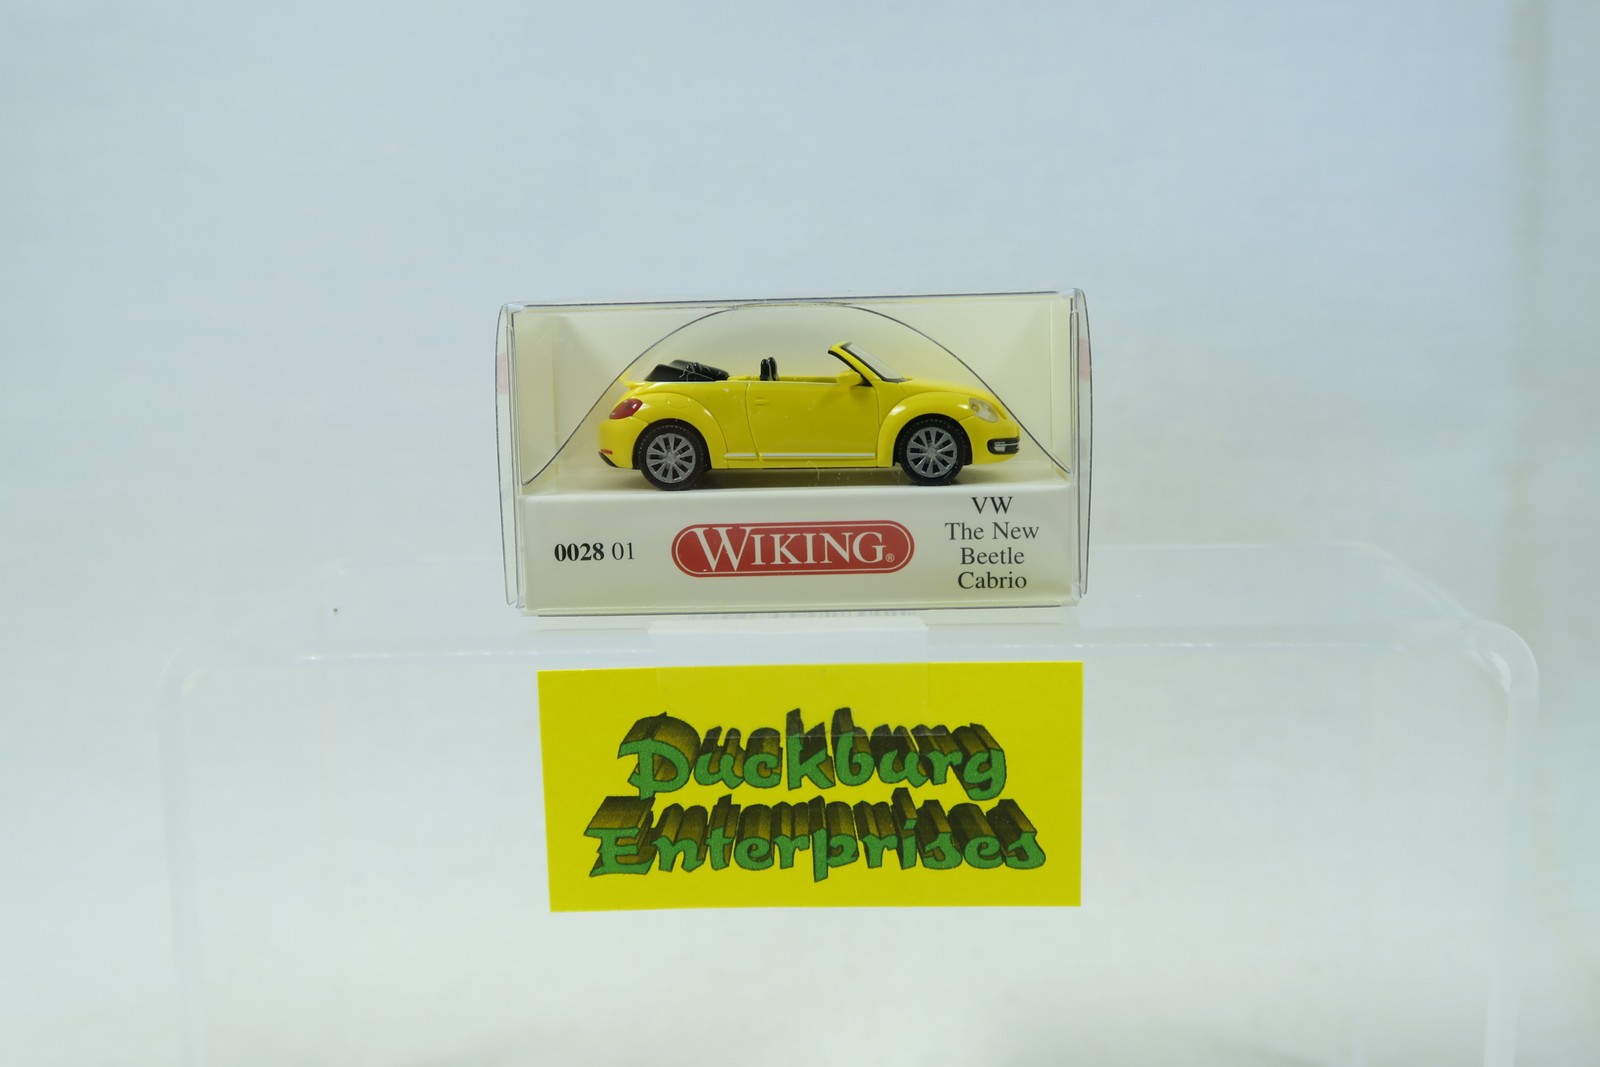 0028 01
WIKING®
VW
The New
Beetle
Cabrio
Duckburg
Enterprises